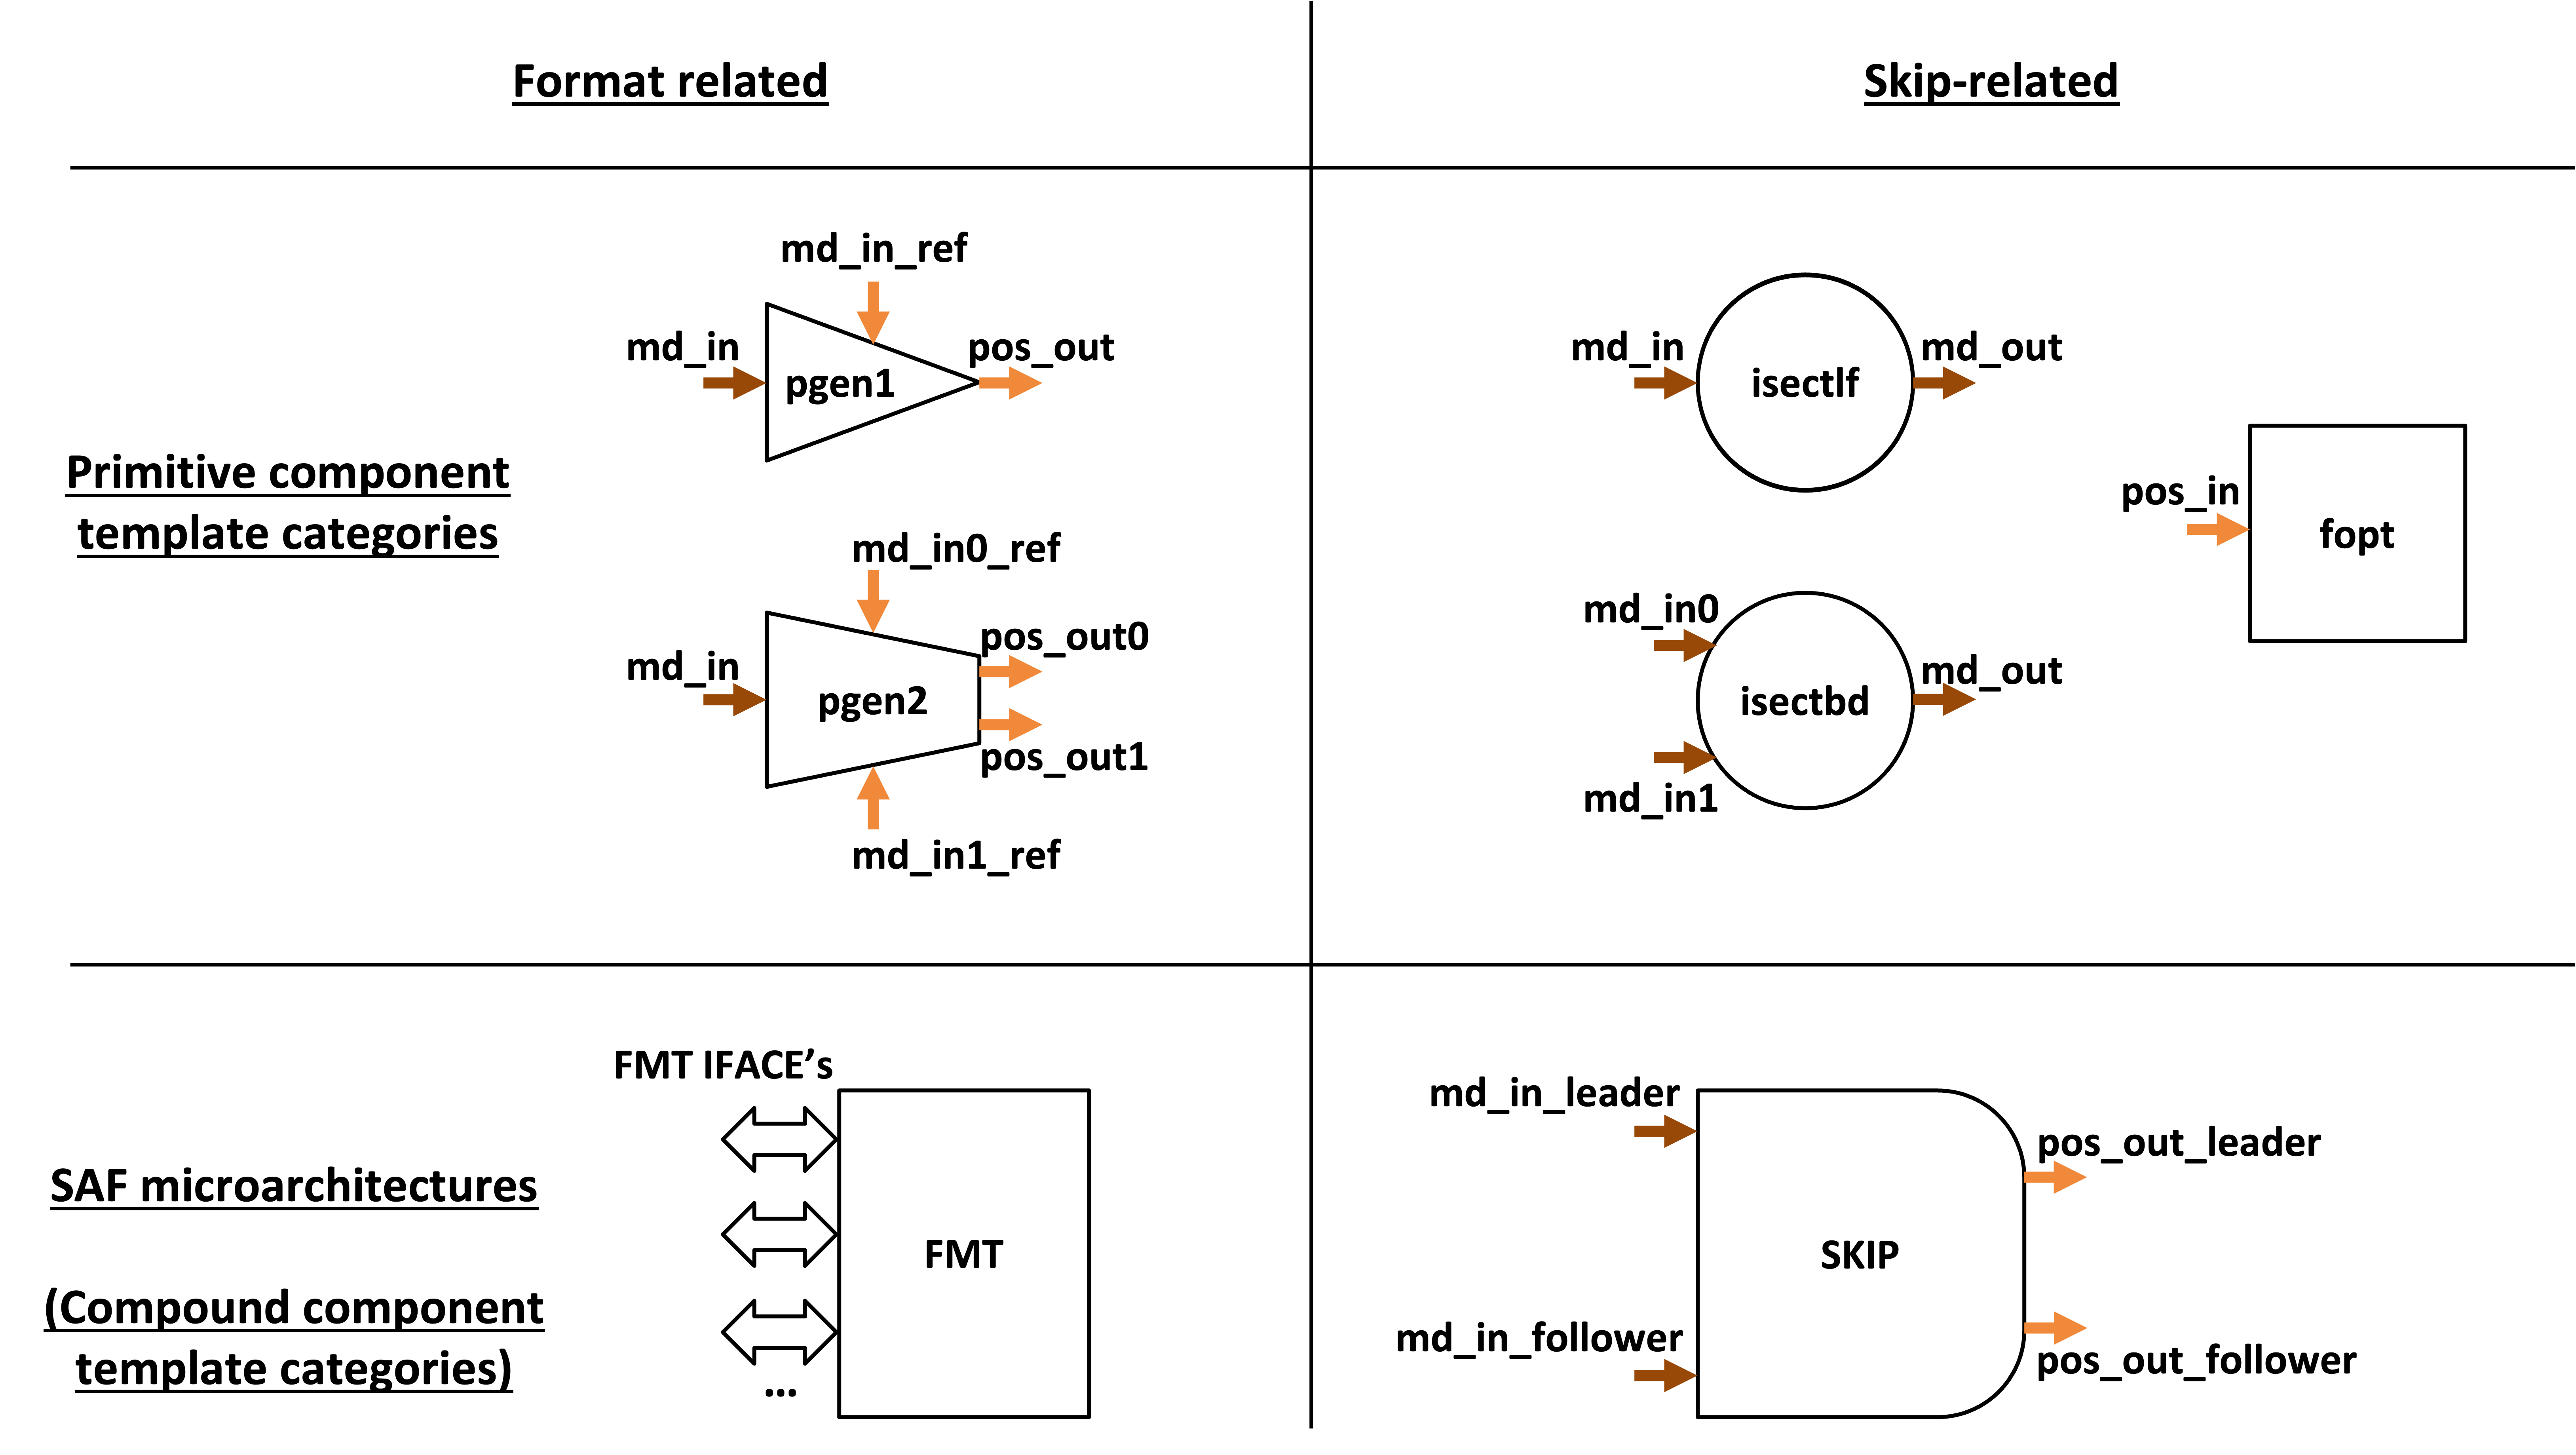 Format related
Skip-related
Primitive component
template categories
md_in_ref
md_in
pgen1
pos_out
md_in0_ref
md_in
pgen2
pos_out0
pos_out1
md_in1_ref
md_in
isectlf
md_out
md_in0
isectbd
md_out
md_in1
pos_in
fopt
SAF microarchitectures
(Compound component
template categories)
FMT IFACE’s
FMT
...
md_in_leader
SKIP
pos_out_leader
md_in_follower
pos_out_follower